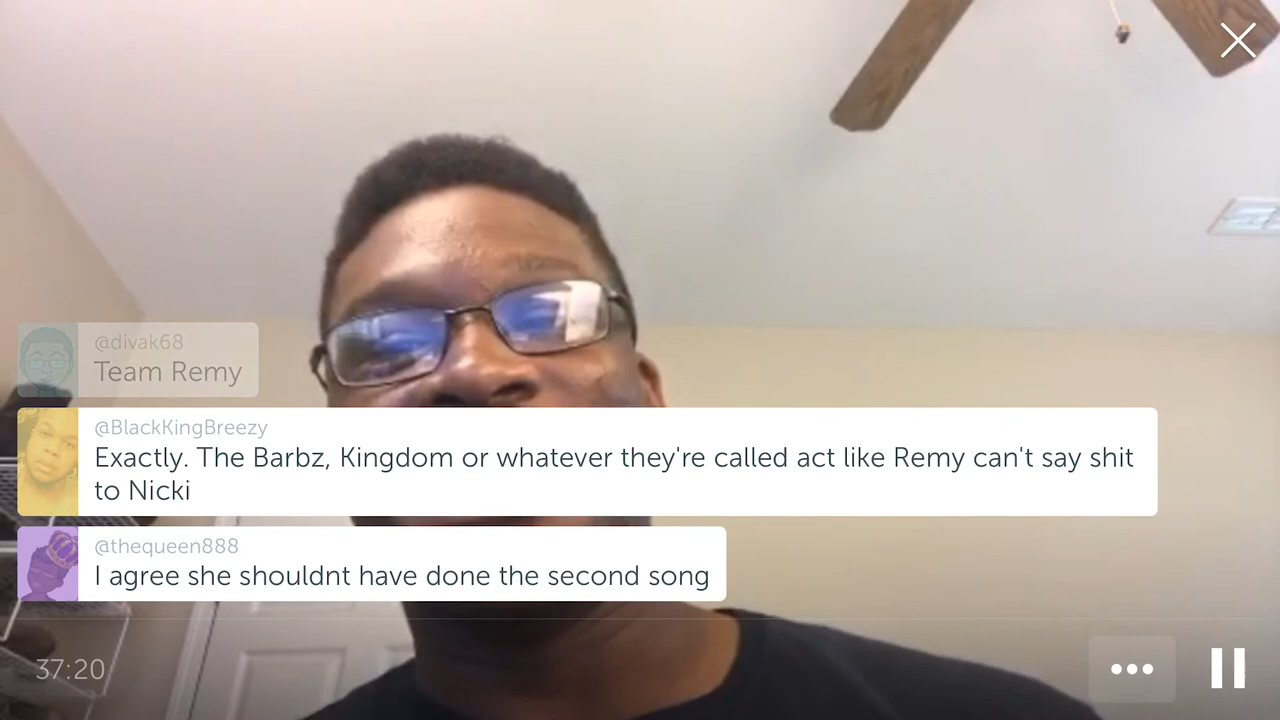 @divak68
Team Remy
@BlackKingBreezy
Exactly. The Barbz, Kingdom or whatever they're called act like Remy can't say shit
to Nicki
@thequeen888
I agree she shouldnt have done the second song
37:20